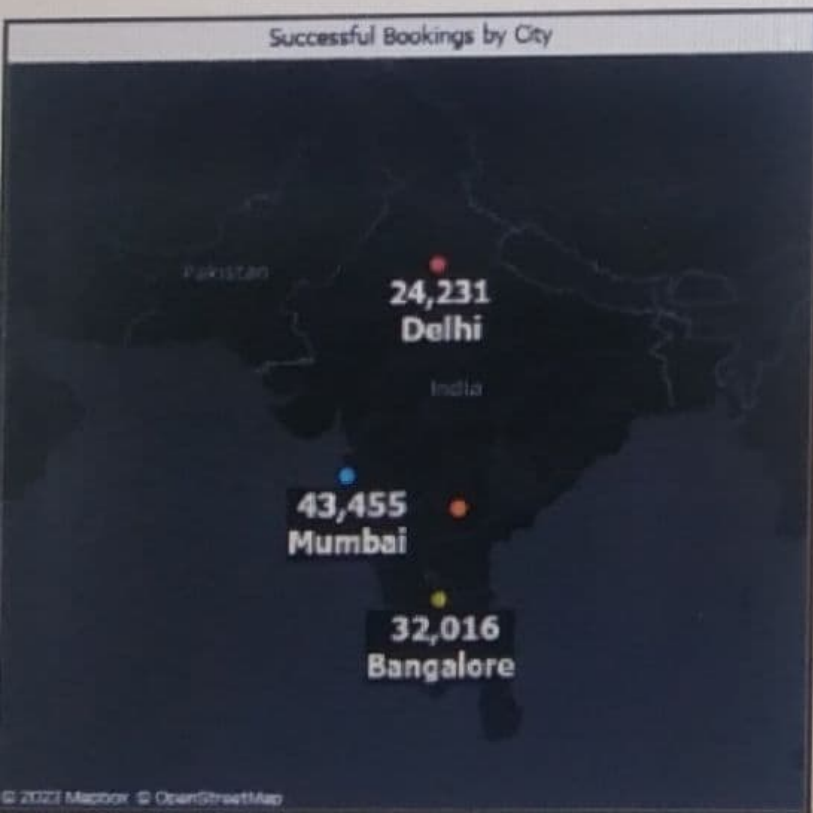 Successful Bookings by City
Pakistan
24,231
Delhi
India
43,455
Mumbai
32,016
Bangalore
© 2023 Mapbox © OpenStreetMap